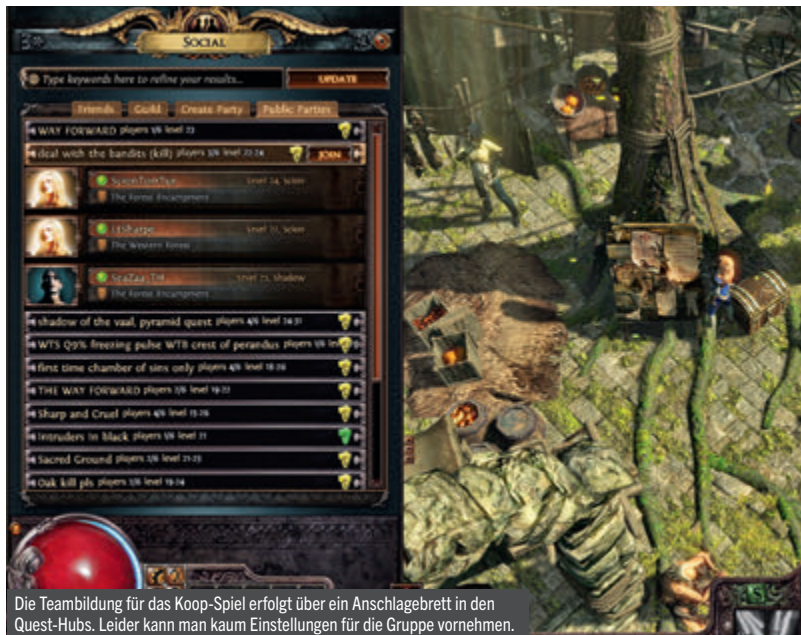 SOCIAL
Type keywords here to refine your results...
UPDATE
Friends Guild Create Party Public Parties
WAY FORWARD players 1/6 level 23
deal with the bandits (kill) players 3/6 level 22-24
JOIN
Level 24, Scion
The Forest Encampment
Level 22, Scion
The Western Forest
Level 23, Shadow
The Forest Encampment
shadow of the vaal, pyramid quest players 4/6 level 24-31
WTS Q9% freezing pulse WTB crest of perandus players 1/6
first time chamber of sins only players 4/6 level 18-20
THE WAY FORWARD players 2/6 level 19-22
Sharp and Cruel players 4/6 level 15-26
Intruders in black players 1/6 level 21
Sacred Ground players 2/6 level 21-23
Oak kill pls players 2/6 level 19-24
Die Teambildung für das Koop-Spiel erfolgt über ein Anschlagebrett in den
Quest-Hubs. Leider kann man kaum Einstellungen für die Gruppe vornehmen.